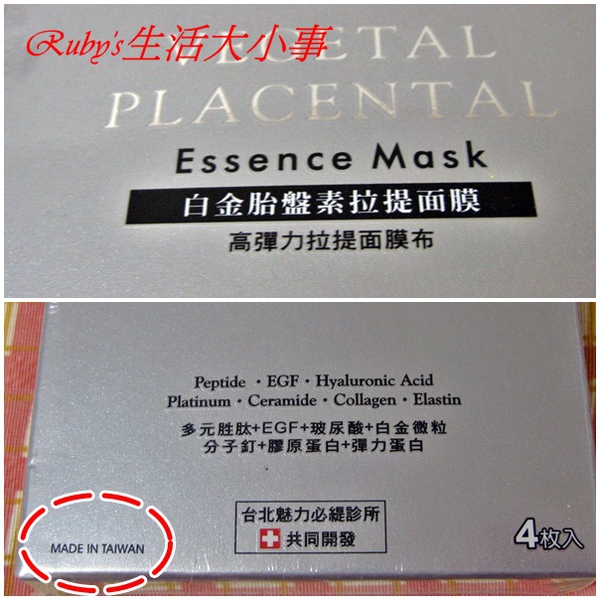 Ruby's生活大小事
VEGETAL
PLACENTAL
Essence Mask
白金胎盤素拉提面膜
高彈力拉提面膜布
Peptide ・EGF・Hyaluronic Acid
Platinum・Ceramide・Collagen・Elastin
多元胜肽+EGF+玻尿酸+白金微粒
分子釘+膠原蛋白+彈力蛋白
台北魅力必緹診所
共同開發
MADE IN TAIWAN
4枚入